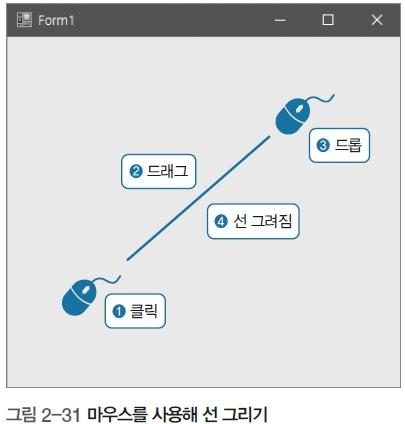 Form1
❷ 드래그
❸ 드롭
❹ 선 그려짐
❶ 클릭
그림 2-31 마우스를 사용해 선 그리기